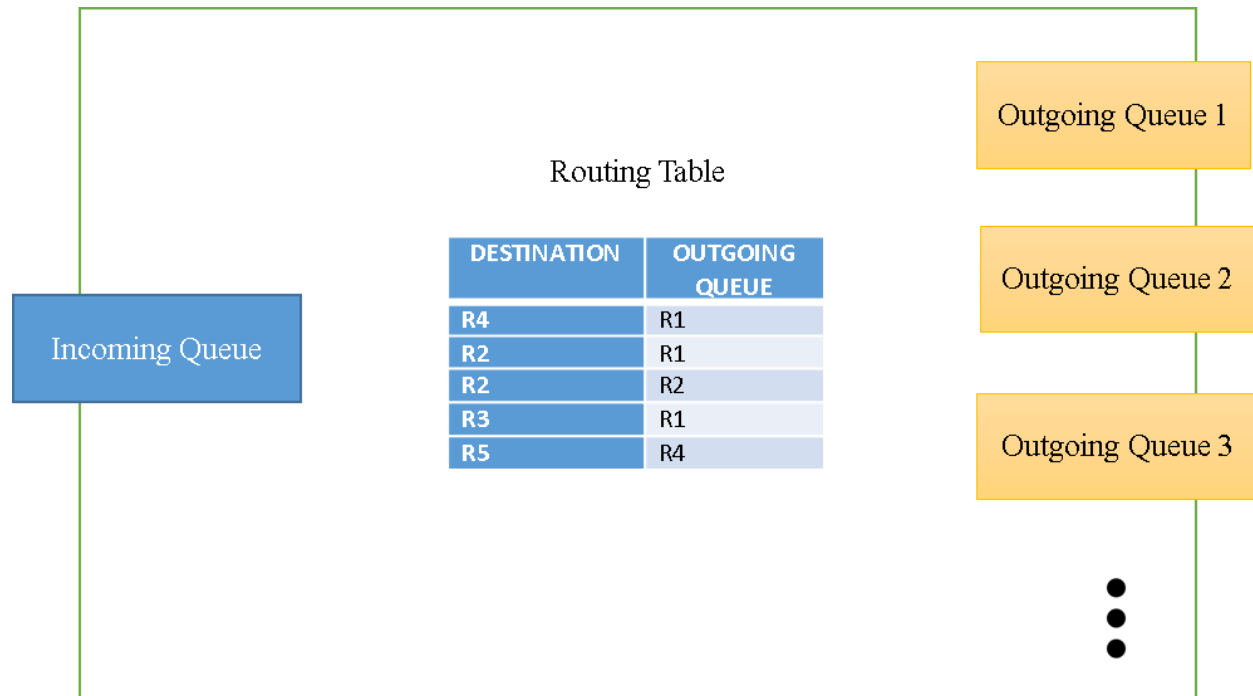 Outgoing Queue 1
Routing Table
DESTINATION OUTGOING QUEUE
R4 R1
R2 R1
R2 R2
R3 R1
R5 R4
Incoming Queue
Outgoing Queue 2
Outgoing Queue 3